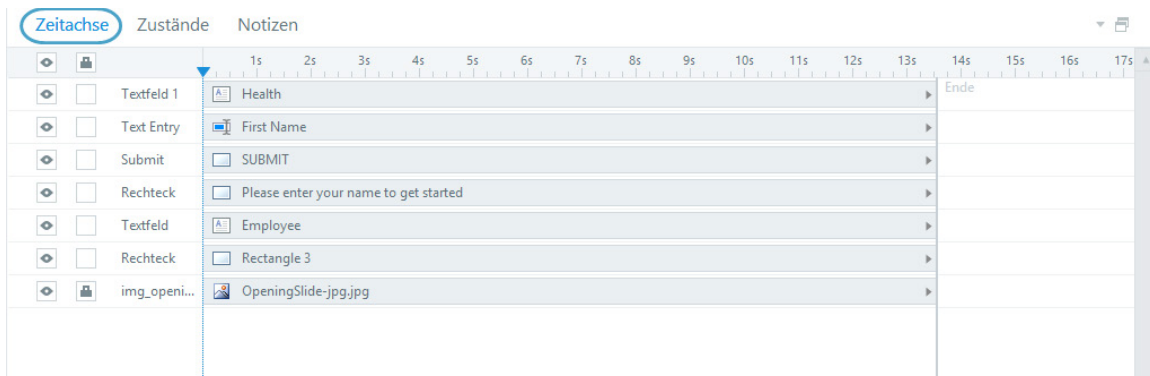 Zeitachse Zustände Notizen
1s 2s 3s 4s 5s 6s 7s 8s 9s 10s 11s 12s 13s 14s 15s 16s 17s
Textfeld 1 Health Ende
Text Entry First Name
Submit SUBMIT
Rechteck Please enter your name to get started
Textfeld Employee
Rechteck Rectangle 3
img_openi... OpeningSlide-jpg.jpg